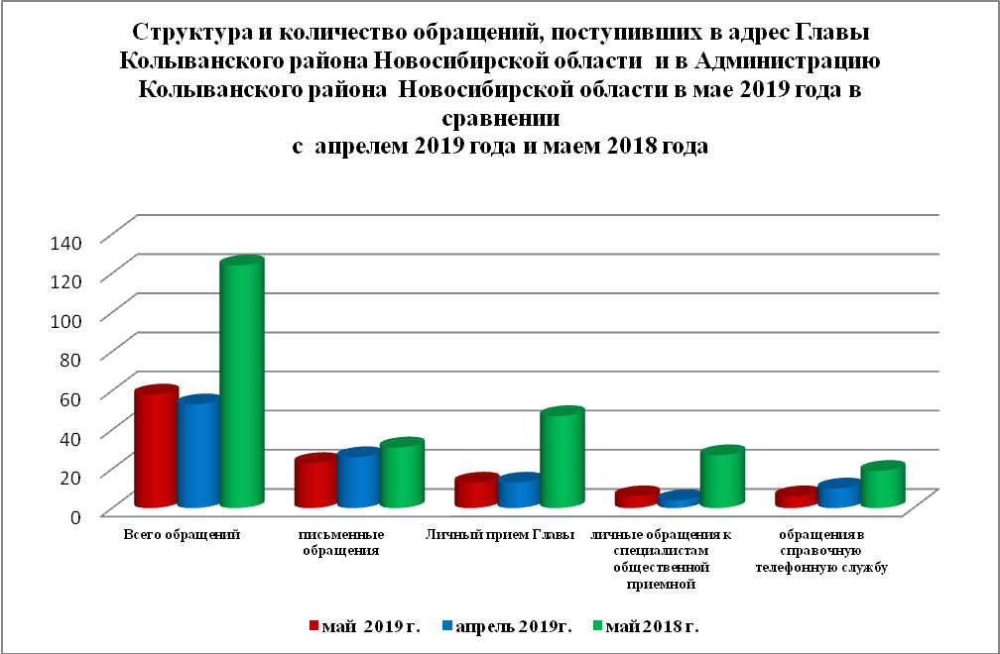 Структура и количество обращений, поступивших в адрес Главы
Колыванского района Новосибирской области и в Администрацию
Колыванского района Новосибирской области в мае 2019 года в
сравнении
с апрелем 2019 года и маем 2018 года
140
120
100
80
60
40
20
0
Всего обращений
письменные
обращения
Личный прием Главы
личные обращения к
специалистам
общественной
приемной
обращения в
справочную
телефонную службу
май 2019 г.
апрель 2019г.
май 2018 г.